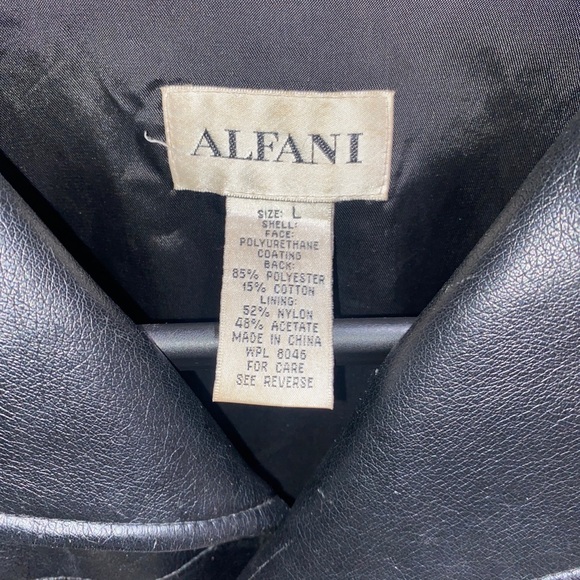 ALFANI
SIZE: L
SHELL:
FACE:
POLYURETHANE
COATING
BACK:
85% POLYESTER
15% COTTON
LINING:
52% NYLON
48% ACETATE
MADE IN CHINA
WPL 8046
FOR CARE
SEE REVERSE